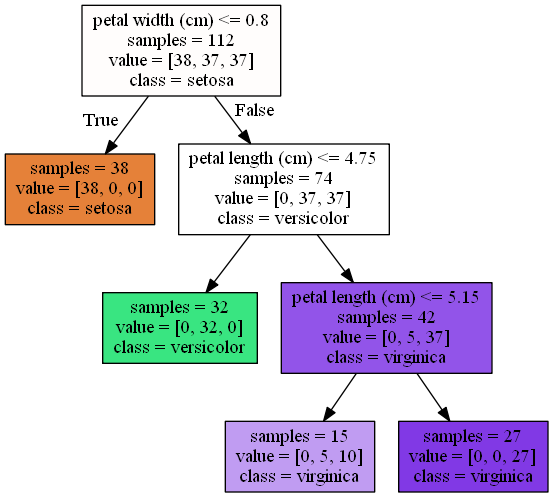 petal width (cm) <= 0.8
samples = 112
value = [38, 37, 37]
class = setosa
True
False
samples = 38
value = [38, 0, 0]
class = setosa
petal length (cm) <= 4.75
samples = 74
value = [0, 37, 37]
class = versicolor
samples = 32
value = [0, 32, 0]
class = versicolor
petal length (cm) <= 5.15
samples = 42
value = [0, 5, 37]
class = virginica
samples = 15
value = [0, 5, 10]
class = virginica
samples = 27
value = [0, 0, 27]
class = virginica